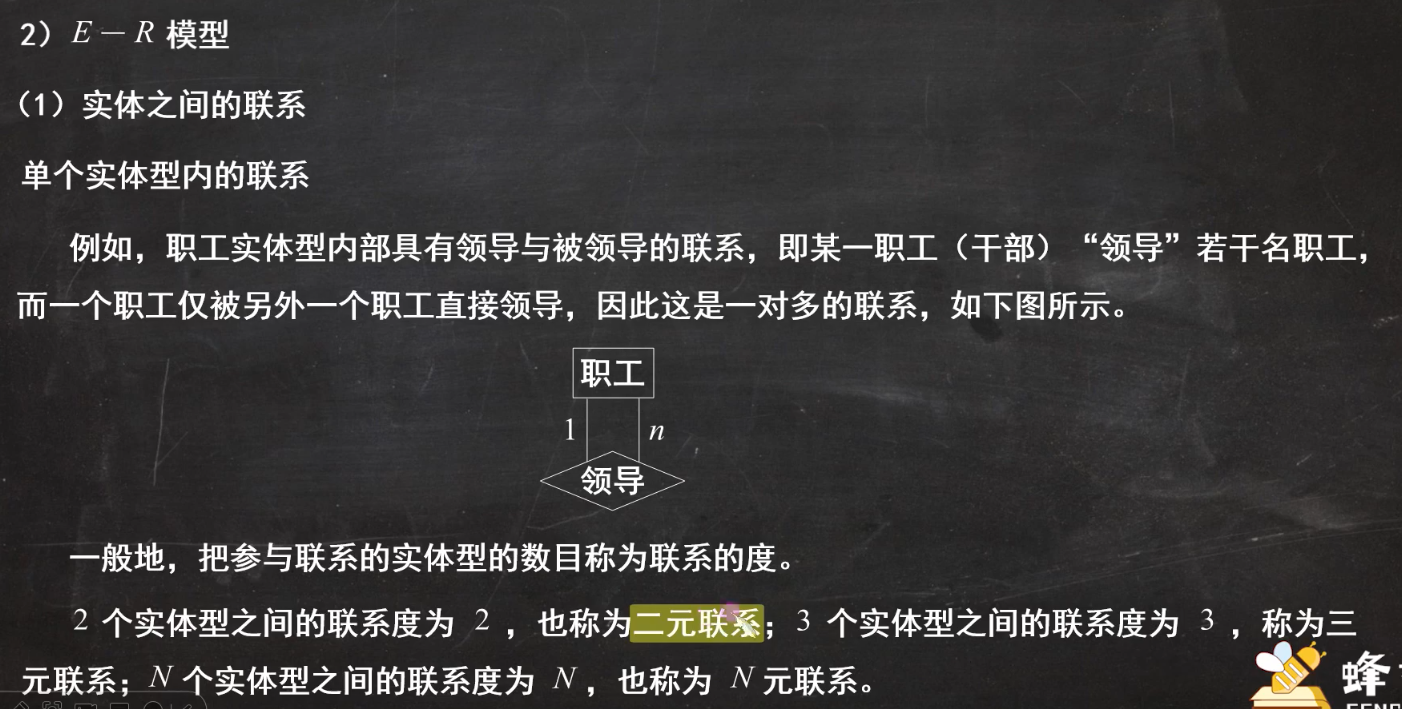 2）E－R 模型
（1）实体之间的联系
单个实体型内的联系
例如，职工实体型内部具有领导与被领导的联系，即某一职工（干部）“领导”若干名职工，
而一个职工仅被另外一个职工直接领导，因此这是一对多的联系，如下图所示。
职工
1 n
领导
一般地，把参与联系的实体型的数目称为联系的度。
2 个实体型之间的联系度为 2 ，也称为二元联系；3 个实体型之间的联系度为 3 ，称为三
元联系；N 个实体型之间的联系度为 N ，也称为 N 元联系。
蜂